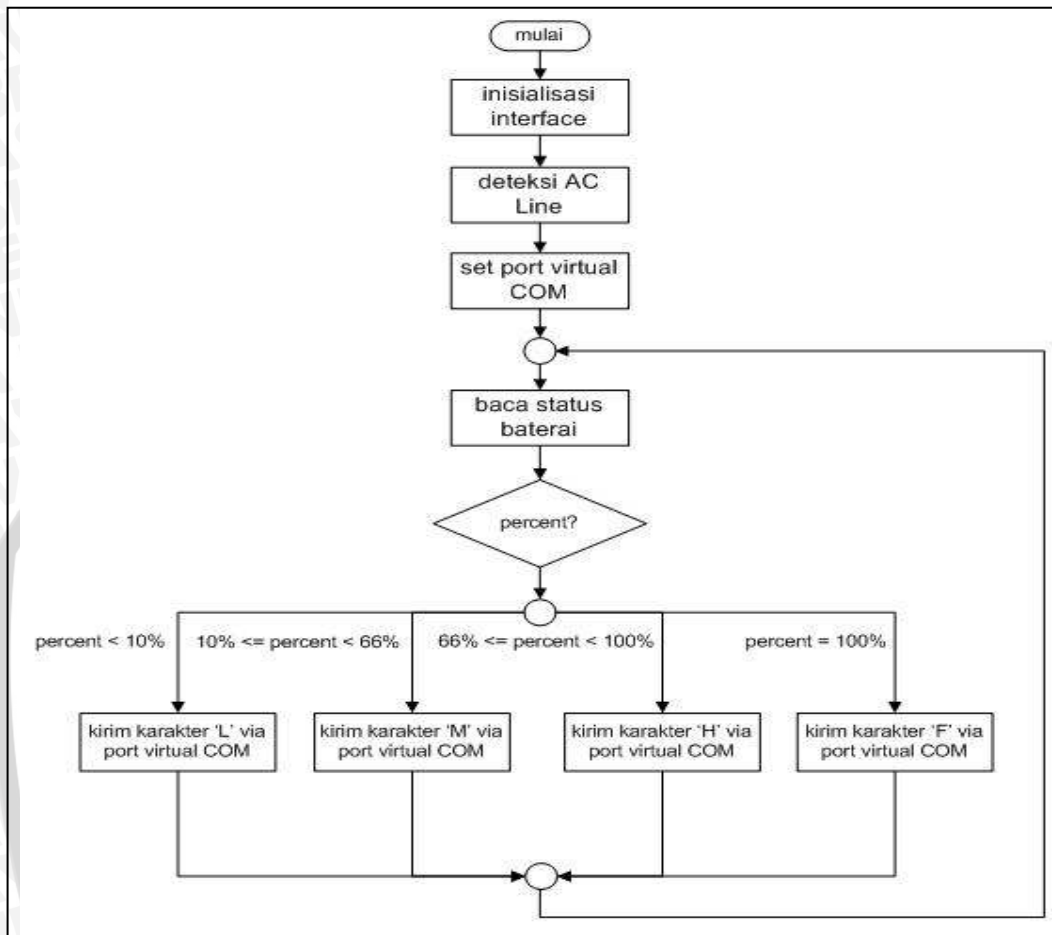 mulai
inisialisasi
interface
deteksi AC
Line
set port virtual
COM
baca status
baterai
percent?
percent < 10%
10% <= percent < 66%
66% <= percent < 100%
percent = 100%
kirim karakter ‘L’ via
port virtual COM
kirim karakter ‘M’ via
port virtual COM
kirim karakter ‘H’ via
port virtual COM
kirim karakter ‘F’ via
port virtual COM